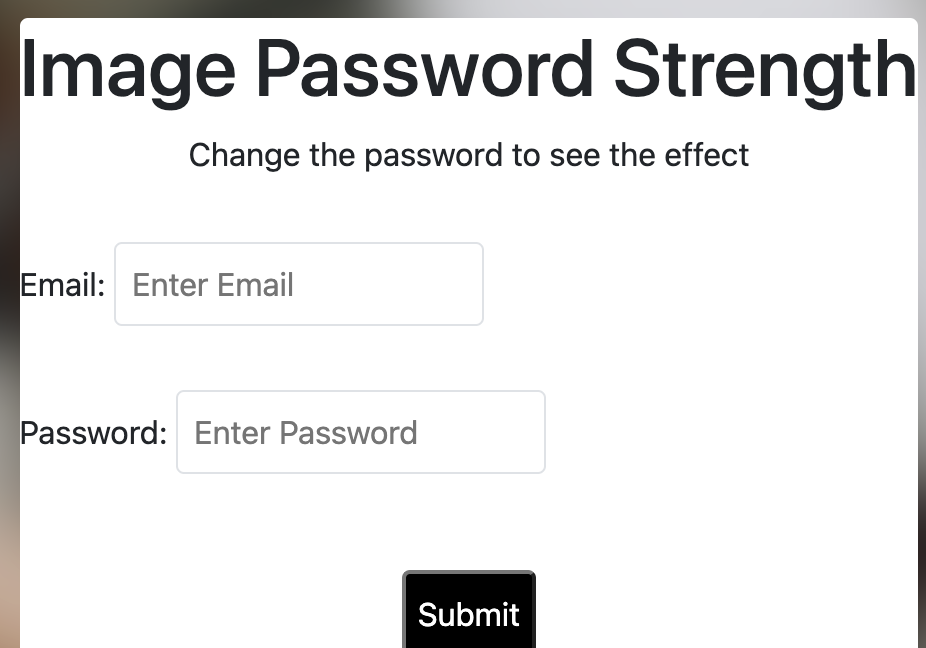 Image Password Strength
Change the password to see the effect
Email: Enter Email
Password: Enter Password
Submit